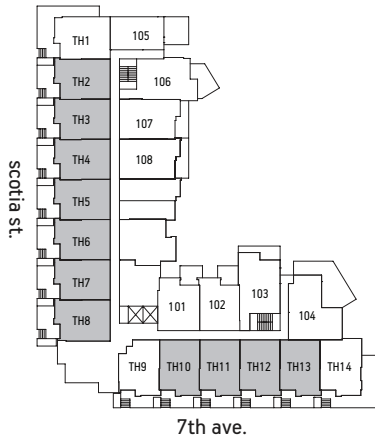 TH1
105
TH2
106
TH3
107
TH4
108
TH5
TH6
TH7
TH8
scotia st.
101
102
103
104
TH9
TH10
TH11
TH12
TH13
TH14
7th ave.